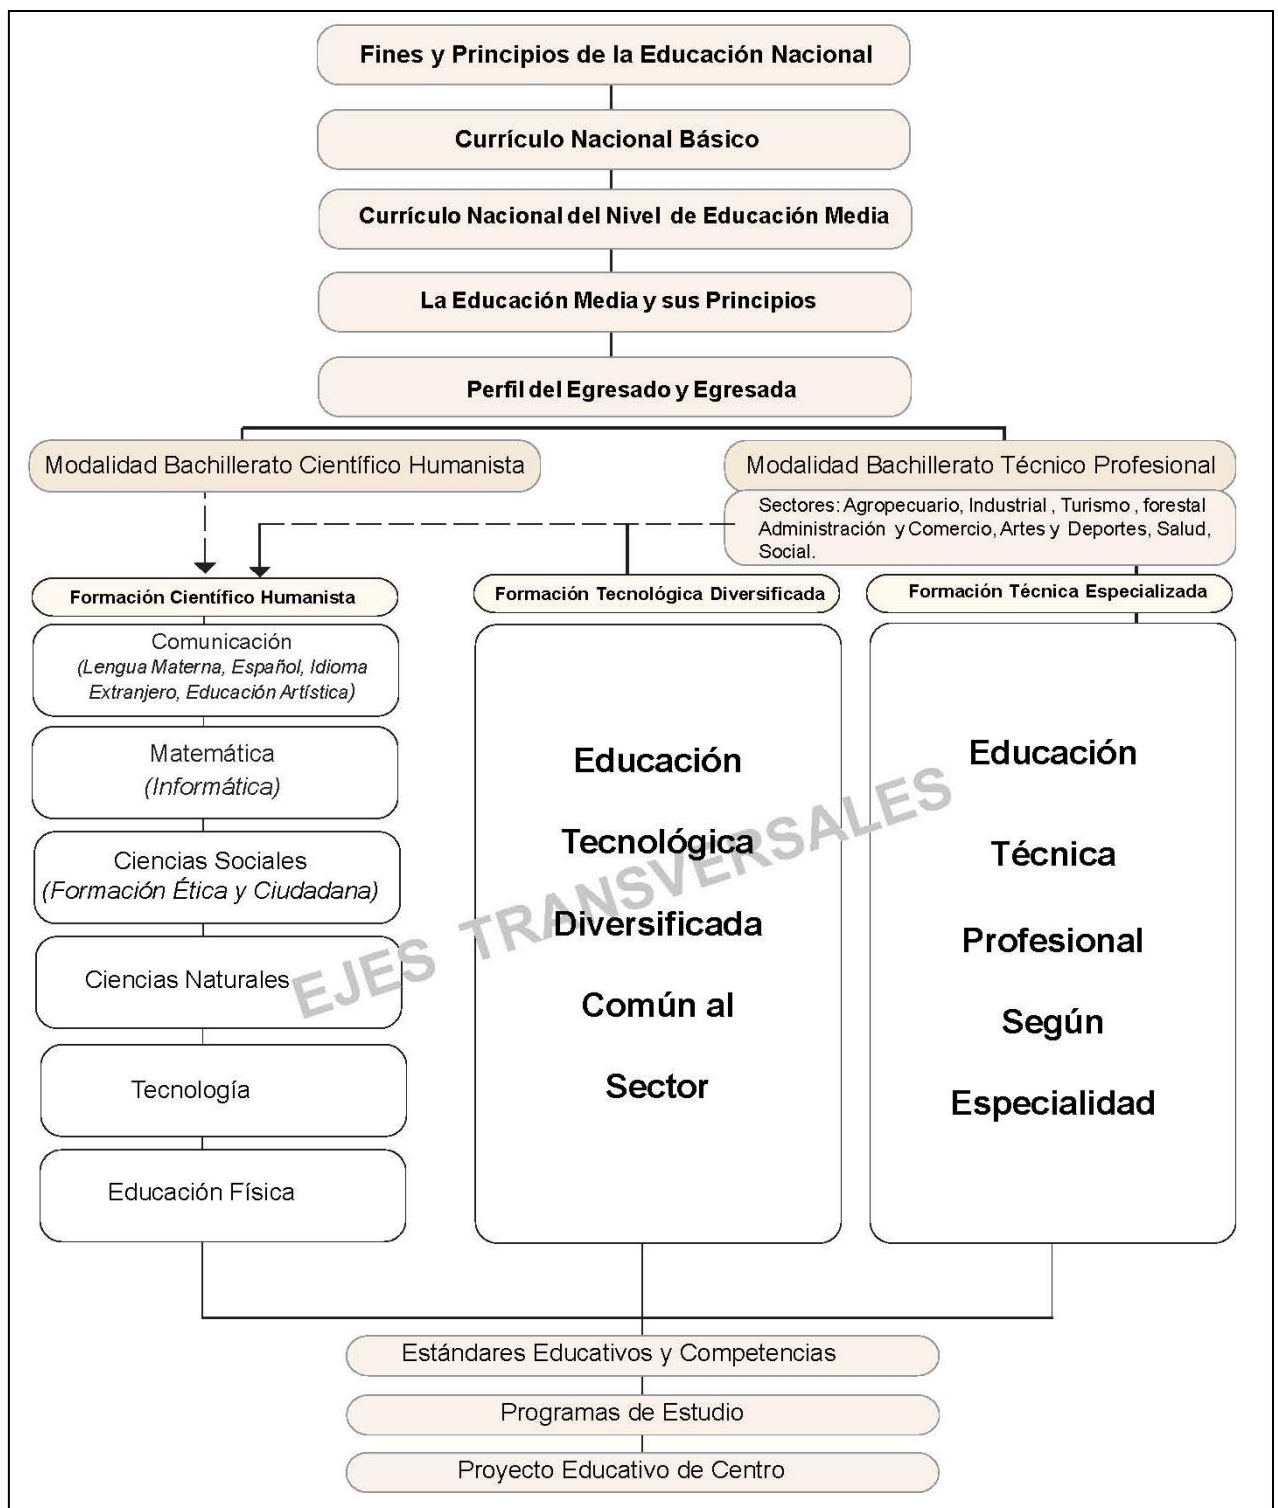 Fines y Principios de la Educación Nacional
Currículo Nacional Básico
Currículo Nacional del Nivel de Educación Media
La Educación Media y sus Principios
Perfil del Egresado y Egresada
Modalidad Bachillerato Científico Humanista
Modalidad Bachillerato Técnico Profesional
Sectores: Agropecuario, Industrial , Turismo , forestal
Administración y Comercio, Artes y Deportes, Salud,
Social.
Formación Científico Humanista
Comunicación
(Lengua Materna, Español, Idioma
Extranjero, Educación Artística)
Matemática
(Informática)
Ciencias Sociales
(Formación Ética y Ciudadana)
Ciencias Naturales
Tecnología
Educación Física
Formación Tecnológica Diversificada
Educación
Tecnológica
Diversificada
Común al
Sector
Formación Técnica Especializada
Educación
Técnica
Profesional
Según
Especialidad
EJES TRANSVERSALES
Estándares Educativos y Competencias
Programas de Estudio
Proyecto Educativo de Centro